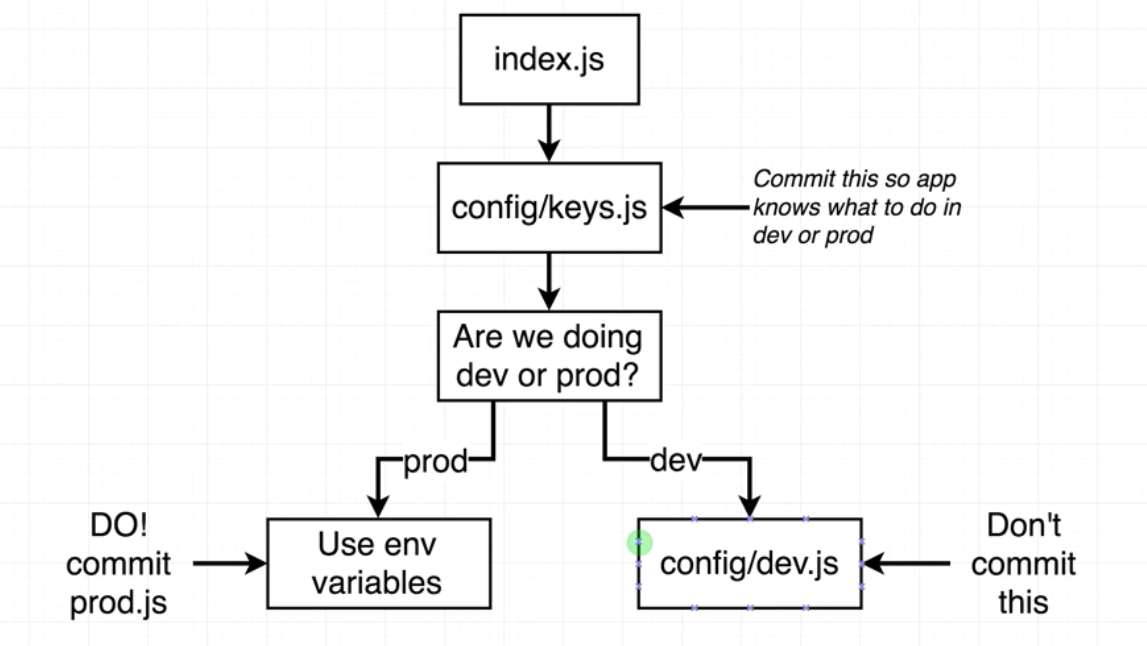 index.js
config/keys.js
Commit this so app
knows what to do in
dev or prod
Are we doing
dev or prod?
prod
dev
DO!
commit
prod.js
Use env
variables
config/dev.js
Don't
commit
this